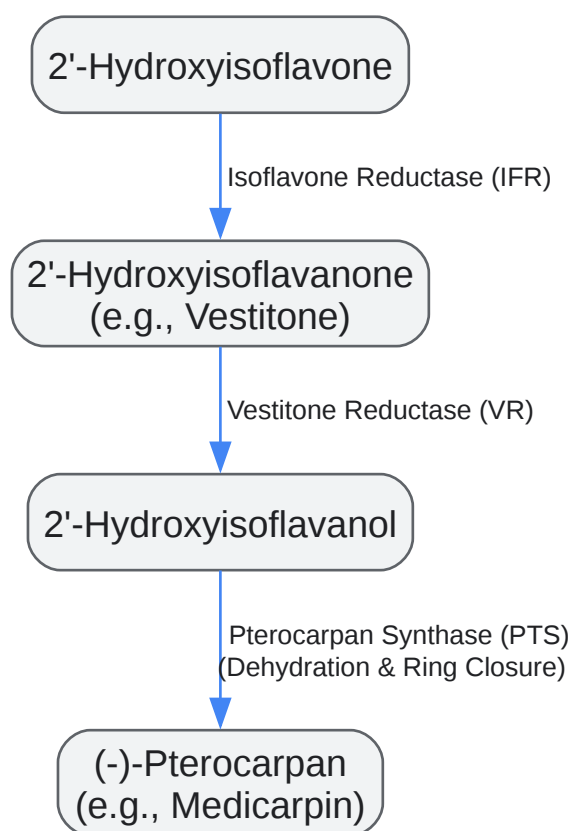 2'-Hydroxyisoflavone
Isoflavone Reductase (IFR)
2'-Hydroxyisoflavanone
(e.g., Vestitone)
Vestitone Reductase (VR)
2'-Hydroxyisoflavanol
Pterocarpan Synthase (PTS)
(Dehydration & Ring Closure)
(-)-Pterocarpan
(e.g., Medicarpin)